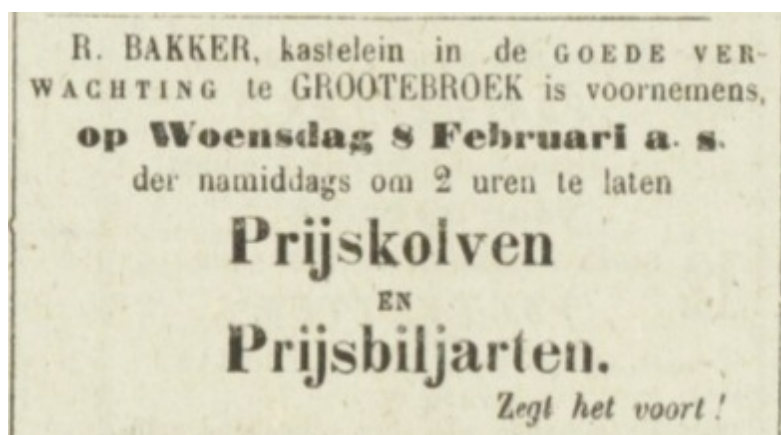 R. BAKKER, kastelein in de GOEDE VER-
WACHTING te GROOTEBROEK is voornemens,
op Woensdag 8 Februari a. s.
der namiddags om 2 uren te laten
Prijskolven
EN
Prijsbiljarten.
Zegt het voort!